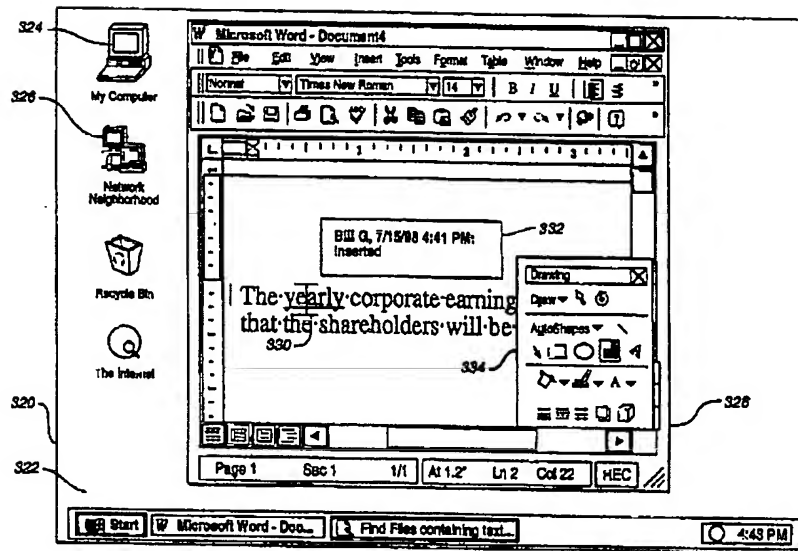 324
326
My Computer
Network
Neighborhood
Recycle Bin
The Internet
320
322
W Microsoft Word - Document4
File Edit View Insert Tools Format Table Window Help
Normal Times New Roman 14 B I U
1 2 3
Bill G, 7/15/98 4:41 PM:
Inserted
332
The·yearly·corporate·earning
that·the·shareholders·will·be·
330
Drawing
Draw
AutoShapes
A
334
328
Page 1 Sec 1 1/1 At 1.2" Ln 2 Col 22 REC
Start W Microsoft Word - Doc... Find Files containing text... 4:43 PM